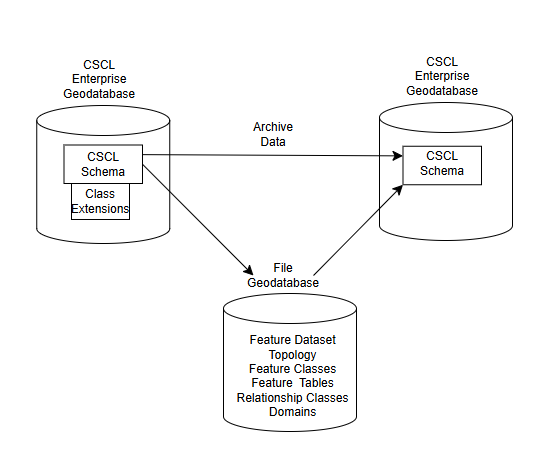 CSCL
Enterprise
Geodatabase
CSCL
Enterprise
Geodatabase
Archive
Data
CSCL
Schema
Class
Extensions
CSCL
Schema
File
Geodatabase
Feature Dataset
Topology
Feature Classes
Feature  Tables
Relationship Classes
Domains